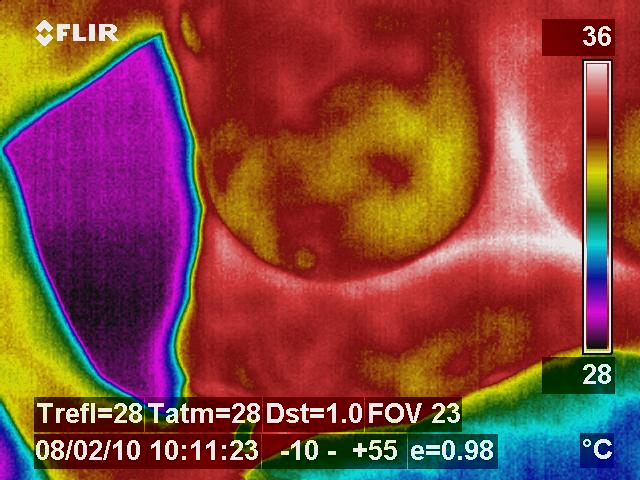 FLIR
36
28
Trefl=28 Tatm=28 Dst=1.0 FOV 23
08/02/10 10:11:23 -10 - +55 e=0.98
°C